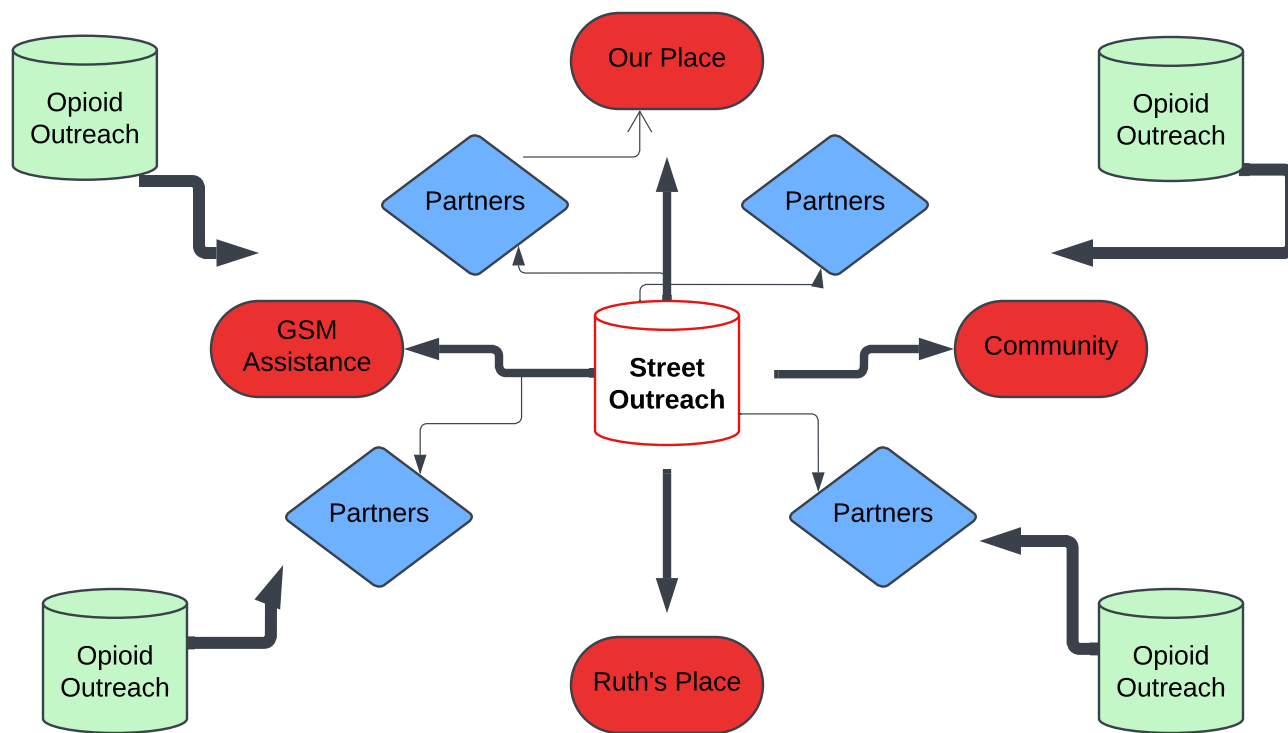 Our Place
Opioid
Outreach
Opioid
Outreach
Partners
Partners
GSM
Assistance
Street
Outreach
Community
Partners
Partners
Opioid
Outreach
Ruth's Place
Opioid
Outreach